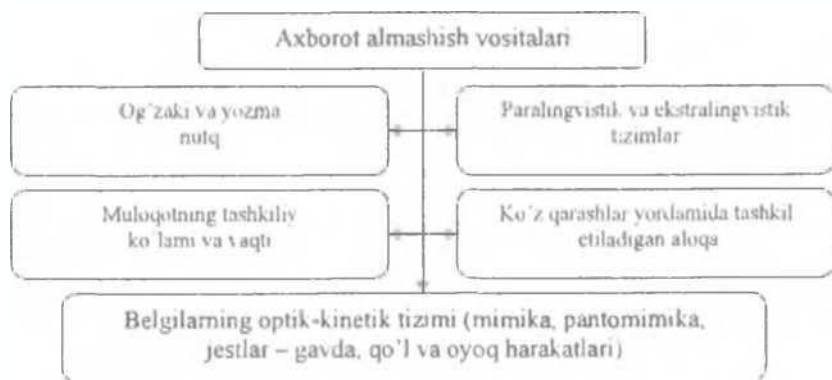 Axborot almashish vositalari
Og'zaki va yozma
nutq
Paralingvistik va ekstralingvistik
tizimlar
Muloqotning tashkiliy
ko'lami va vaqti
Ko'z qarashlar yordamida tashkil
etiladigan aloqa
Belgilarning optik-kinetik tizimi (mimika, pantomimika,
jestlar – gavda, qo'l va oyoq harakatlari)